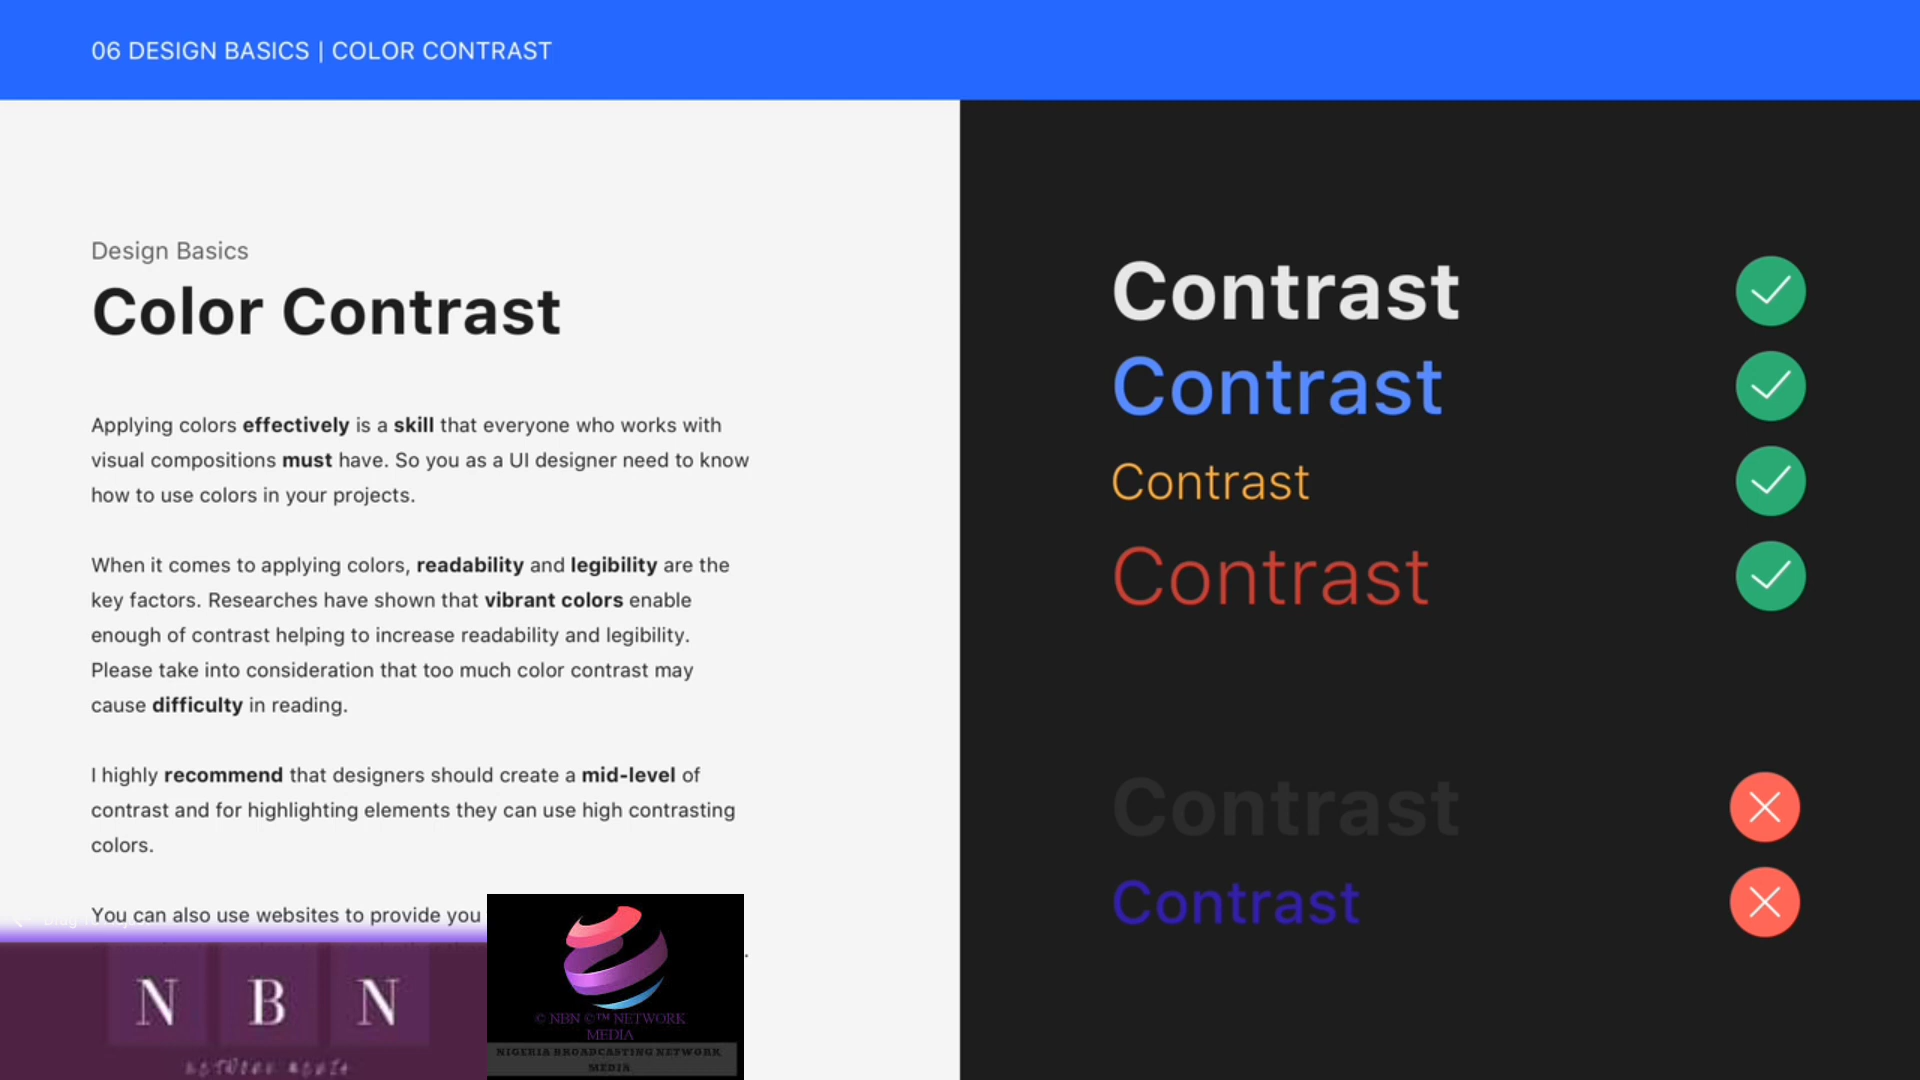 06 DESIGN BASICS | COLOR CONTRAST
Design Basics
Color Contrast
Applying colors effectively is a skill that everyone who works with
visual compositions must have. So you as a UI designer need to know
how to use colors in your projects.
When it comes to applying colors, readability and legibility are the
key factors. Researches have shown that vibrant colors enable
enough of contrast helping to increase readability and legibility.
Please take into consideration that too much color contrast may
cause difficulty in reading.
I highly recommend that designers should create a mid-level of
contrast and for highlighting elements they can use high contrasting
colors.
You can also use websites to provide you
N B N
© NBN ©™ NETWORK
MEDIA
NIGERIA BROADCASTING NETWORK
MEDIA
Contrast
Contrast
Contrast
Contrast
Contrast
Contrast